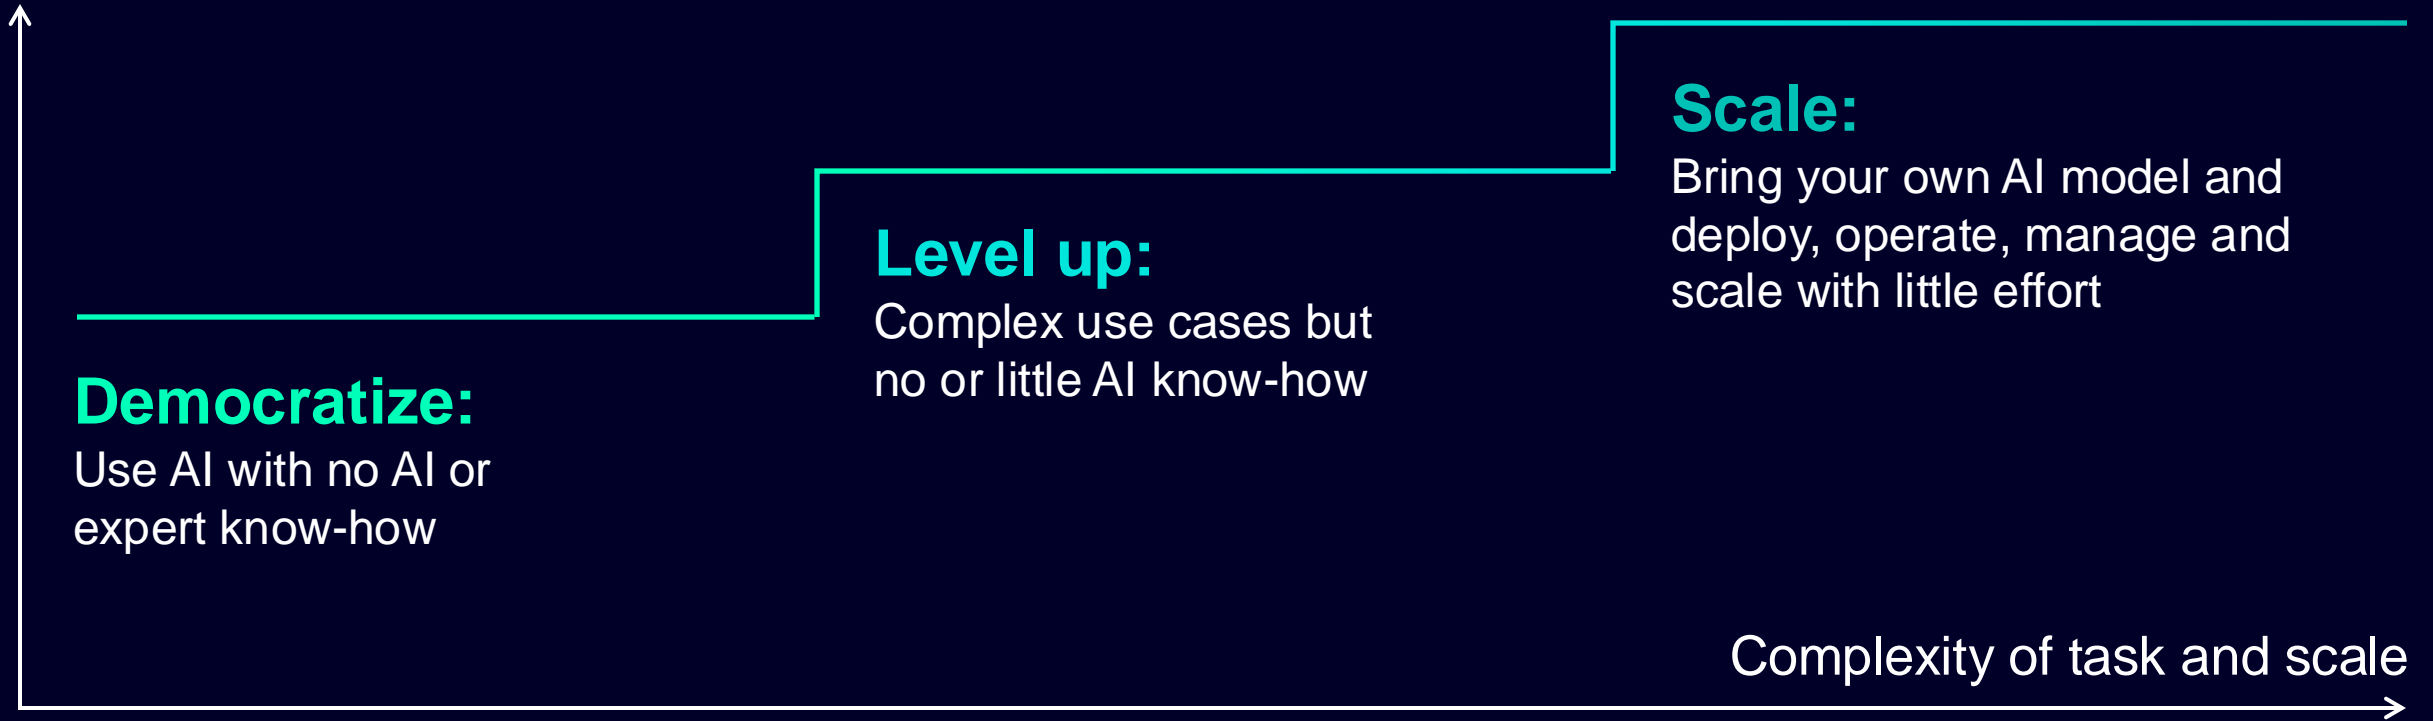 Democratize:
Use AI with no AI or
expert know-how
Level up:
Complex use cases but
no or little AI know-how
Scale:
Bring your own AI model and
deploy, operate, manage and
scale with little effort
Complexity of task and scale